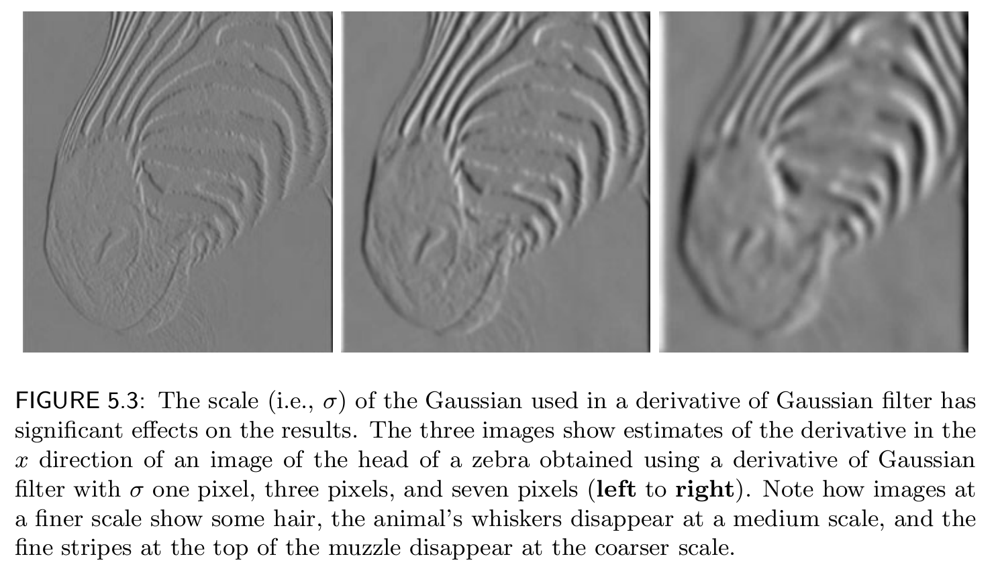 FIGURE 5.3: The scale (i.e., σ) of the Gaussian used in a derivative of Gaussian filter has
significant effects on the results. The three images show estimates of the derivative in the
x direction of an image of the head of a zebra obtained using a derivative of Gaussian
filter with σ one pixel, three pixels, and seven pixels (left to right). Note how images at
a finer scale show some hair, the animal's whiskers disappear at a medium scale, and the
fine stripes at the top of the muzzle disappear at the coarser scale.